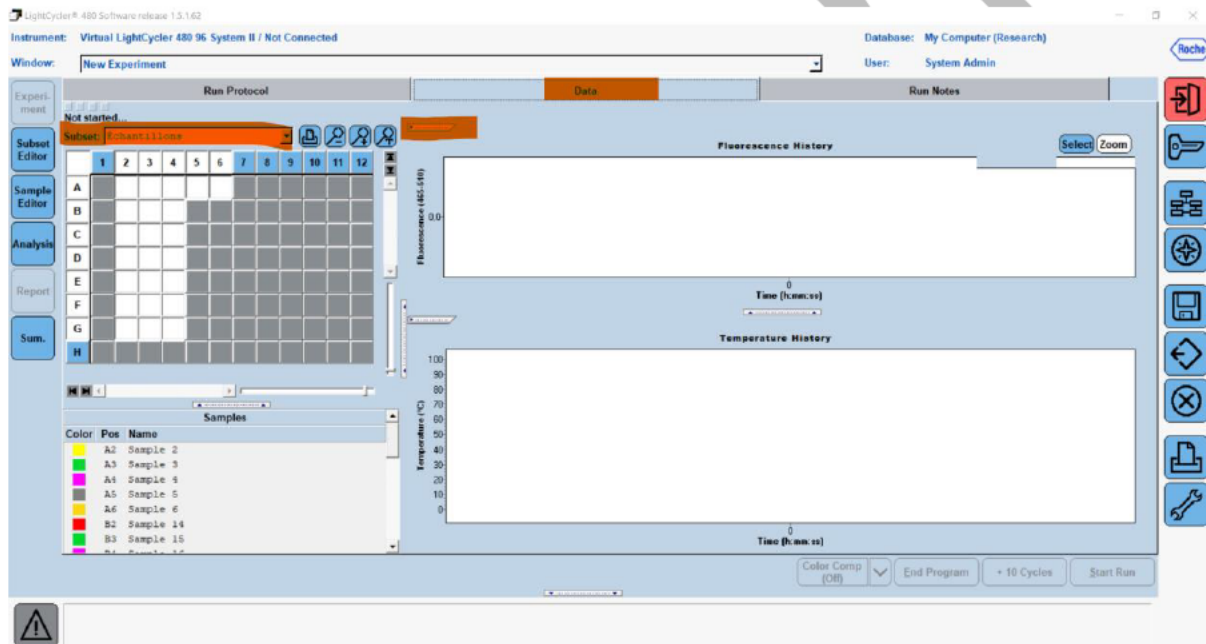 LightCycler® 480 Software release 1.5.1.62
Instrument: Virtual LightCycler 480 96 System II / Not Connected
Database: My Computer (Research)
Window: New Experiment
User: System Admin
Roche
Experi-
ment
Subset
Editor
Sample
Editor
Analysis
Report
Sum.
Run Protocol
Data
Run Notes
Not started...
Subset: Echantillons
1 2 3 4 5 6 7 8 9 10 11 12
A
B
C
D
E
F
G
H
Samples
Color Pos Name
A2 Sample 2
A3 Sample 3
A4 Sample 4
A5 Sample 5
A6 Sample 6
B2 Sample 14
B3 Sample 15
Fluorescence History
Select
Zoom
Fluorescence (465-510)
0.0
0
Time (h:mm:ss)
Temperature History
Temperature (°C)
100
90
80
70
60
50
40
30
20
10
0
0
Time (h:mm:ss)
Color Comp
(Off)
End Program
+ 10 Cycles
Start Run